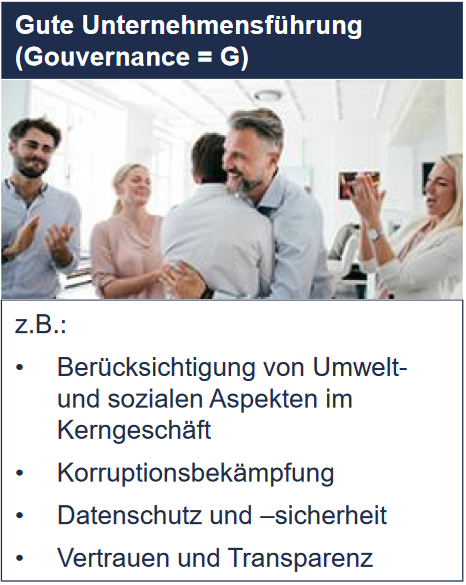 Gute Unternehmensführung
(Gouvernance = G)
z.B.:
• Berücksichtigung von Umwelt-
und sozialen Aspekten im
Kerngeschäft
• Korruptionsbekämpfung
• Datenschutz und –sicherheit
• Vertrauen und Transparenz